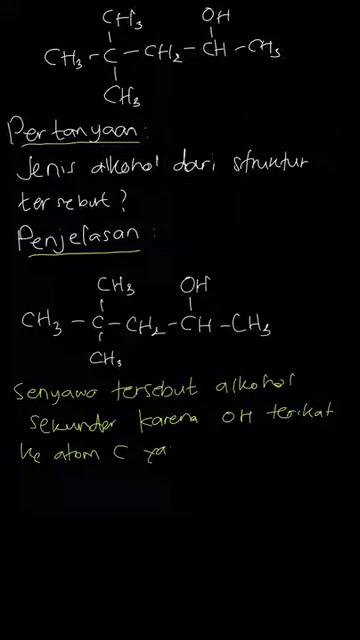 CH3 OH
CH3 - C - CH2 - CH - CH3
CH3
Pertanyaan:
Jenis alkohol dari struktur
tersebut?
Penjelasan:
CH3 OH
CH3 - C - CH2 - CH - CH3
CH3
Senyawa tersebut alkohol
sekunder karena OH terikat
ke atom C ya